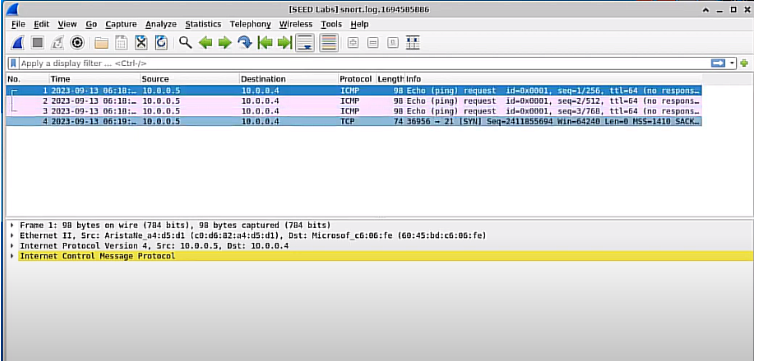 [SEED Labs] snort.log.1694585886
File Edit View Go Capture Analyze Statistics Telephony Wireless Tools Help
Apply a display filter ... <Ctrl-/>
No. Time Source Destination Protocol Length Info
1 2023-09-13 06:18:… 10.0.0.5 10.0.0.4 ICMP 98 Echo (ping) request id=0x0001, seq=1/256, ttl=64 (no respons…
2 2023-09-13 06:18:… 10.0.0.5 10.0.0.4 ICMP 98 Echo (ping) request id=0x0001, seq=2/512, ttl=64 (no respons…
3 2023-09-13 06:18:… 10.0.0.5 10.0.0.4 ICMP 98 Echo (ping) request id=0x0001, seq=3/768, ttl=64 (no respons…
4 2023-09-13 06:19:… 10.0.0.5 10.0.0.4 TCP 74 36956 → 21 [SYN] Seq=2411855694 Win=64240 Len=0 MSS=1410 SACK…
Frame 1: 98 bytes on wire (784 bits), 98 bytes captured (784 bits)
Ethernet II, Src: AristaNe_a4:d5:d1 (c0:d6:82:a4:d5:d1), Dst: Microsof_c6:06:fe (60:45:bd:c6:06:fe)
Internet Protocol Version 4, Src: 10.0.0.5, Dst: 10.0.0.4
Internet Control Message Protocol